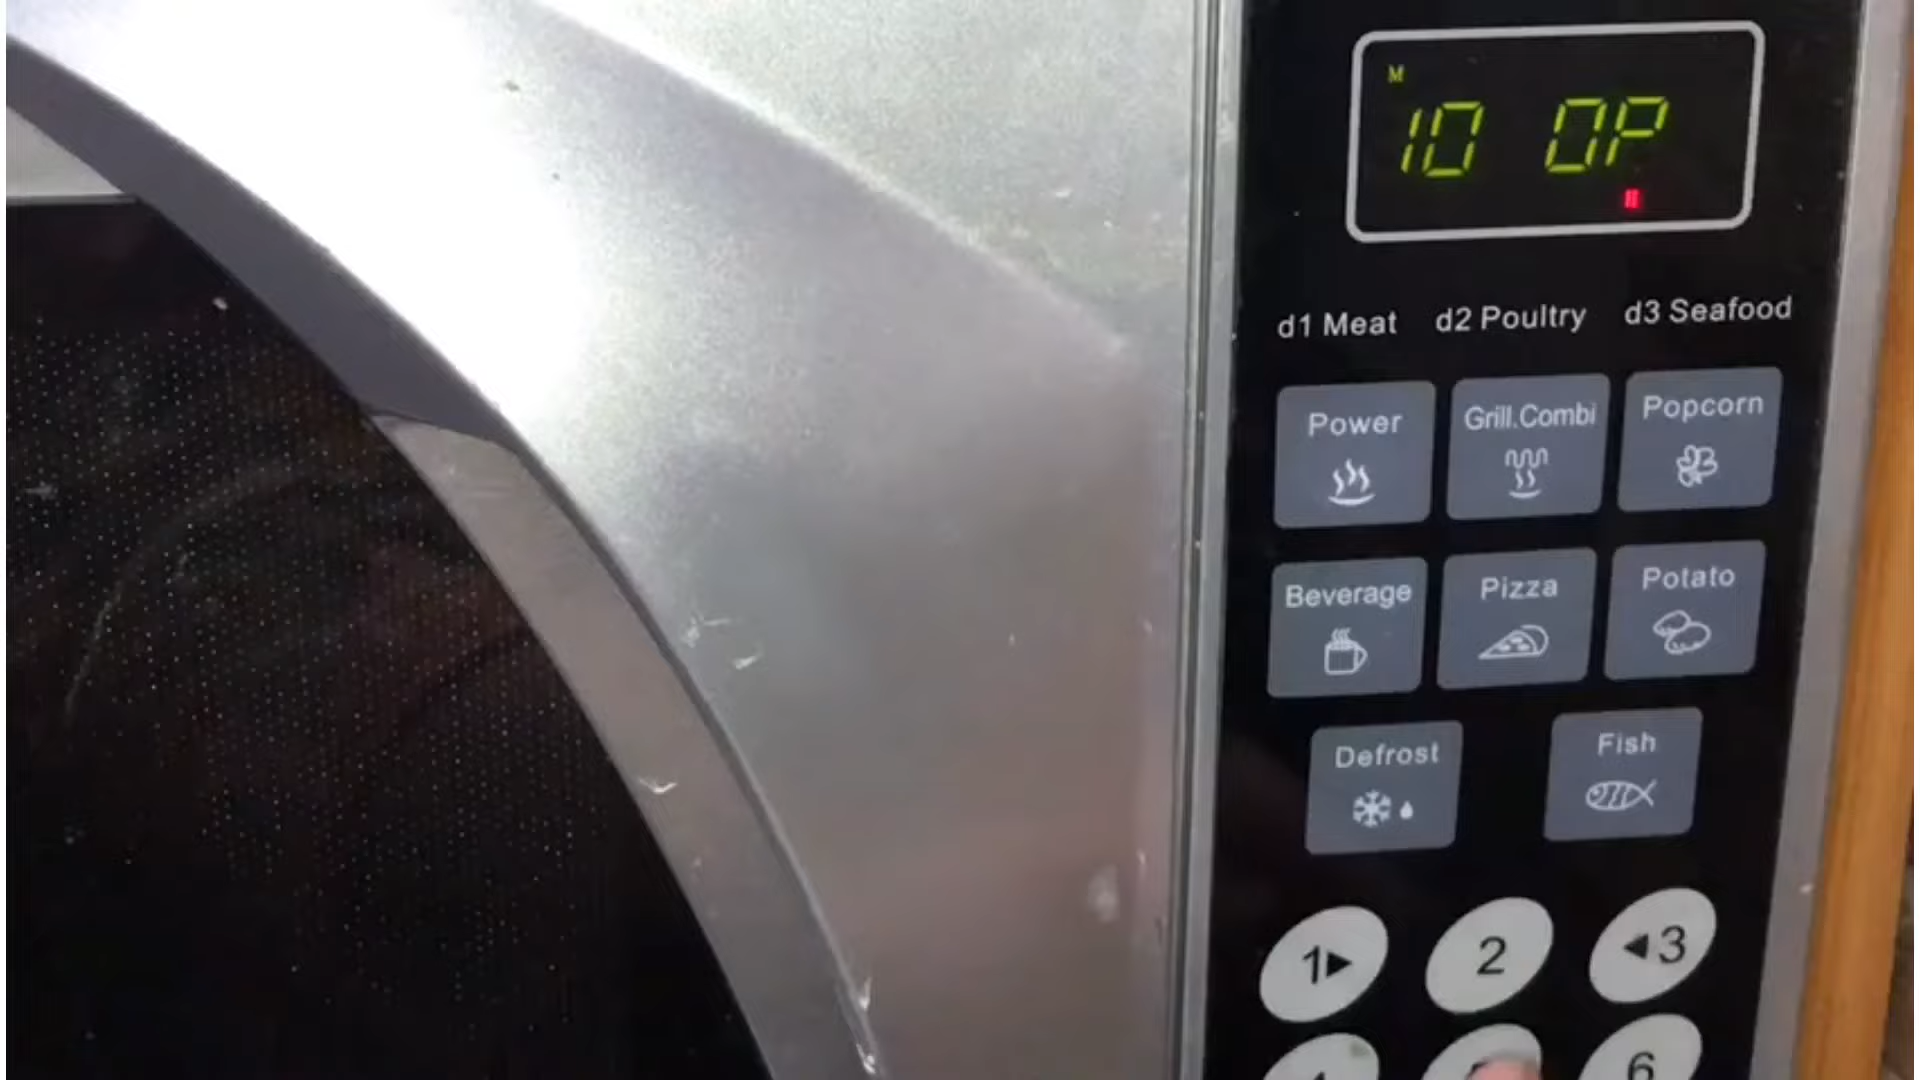 M
10 0P
d1 Meat d2 Poultry d3 Seafood
Power Grill.Combi Popcorn
Beverage Pizza Potato
Defrost Fish
1 2 3
6